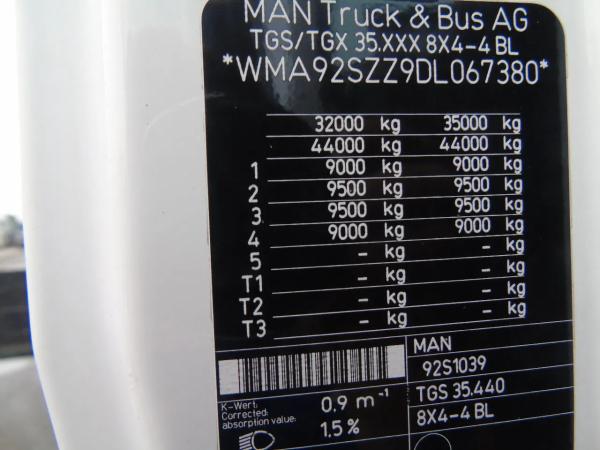 MAN Truck & Bus AG
TGS/TGX 35.XXX 8X4-4 BL
*WMA92SZZ9DL067380*
32000 kg 35000 kg
44000 kg 44000 kg
1 9000 kg 9000 kg
2 9500 kg 9500 kg
3 9500 kg 9500 kg
4 9000 kg 9000 kg
5 - kg - kg
T1 - kg - kg
T2 - kg - kg
T3 - kg - kg
MAN
92S1039
TGS 35.440
8X4-4 BL
K-Wert:
Corrected
absorption value: 0,9 m⁻¹
1.5 %